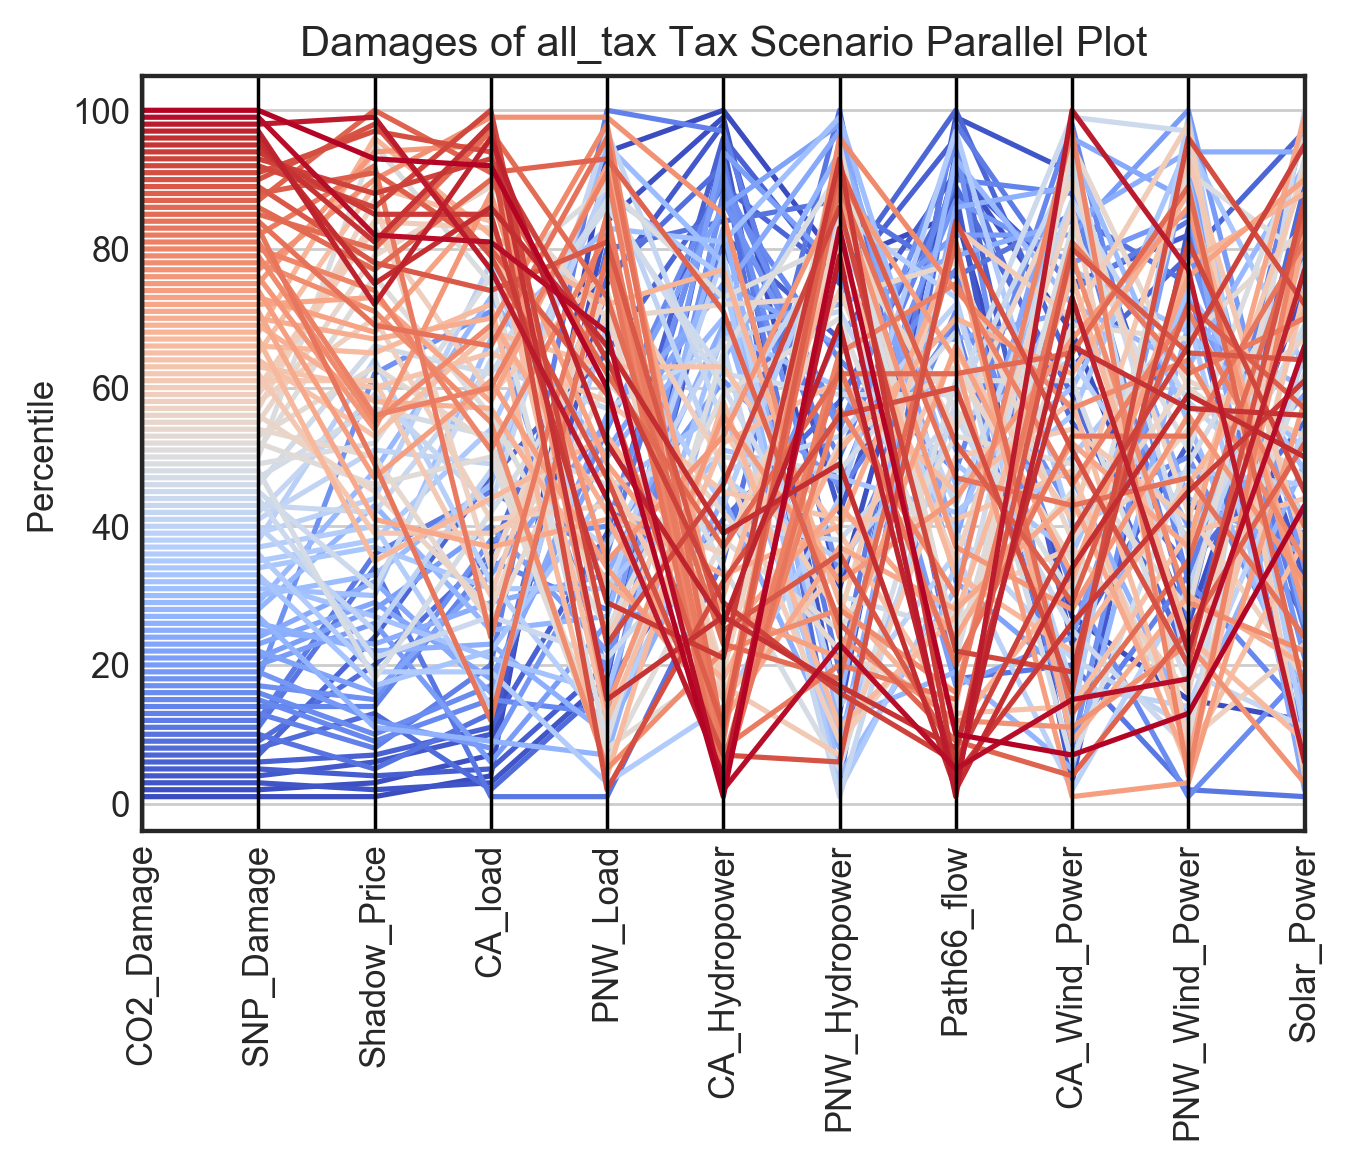 Damages of all_tax Tax Scenario Parallel Plot
Percentile
100
80
60
40
20
0
CO2_Damage
SNP_Damage
Shadow_Price
CA_load
PNW_Load
CA_Hydropower
PNW_Hydropower
Path66_flow
CA_Wind_Power
PNW_Wind_Power
Solar_Power